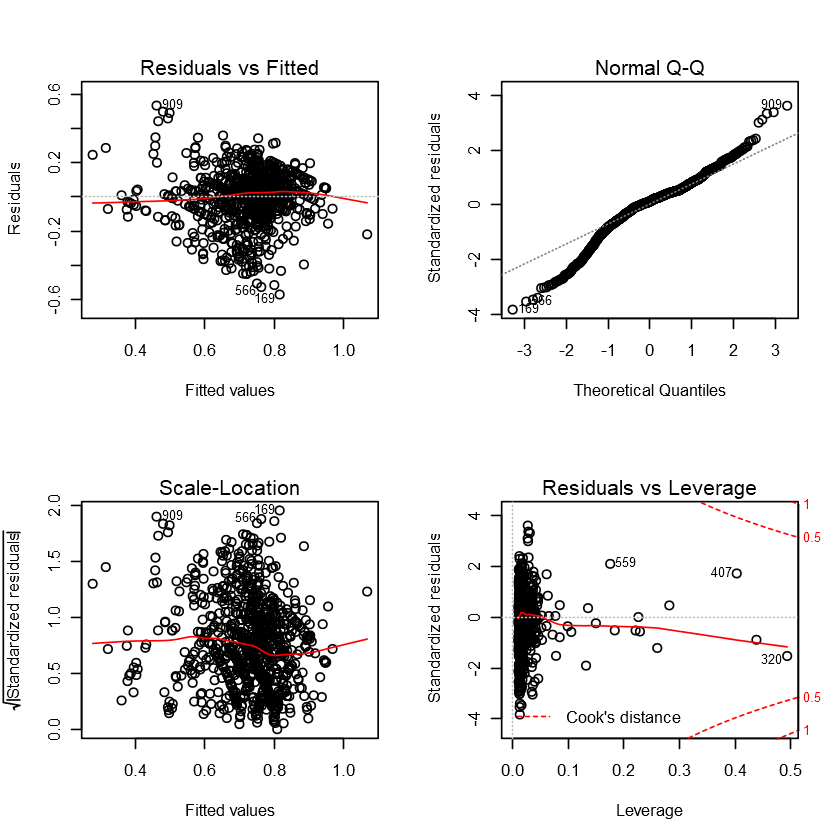 Residuals vs Fitted
Residuals
0.6
0.2
-0.2
-0.6
909
566
169
0.4 0.6 0.8 1.0
Fitted values
Normal Q-Q
Standardized residuals
4
2
0
-2
-4
909
566
169
-3 -2 -1 0 1 2 3
Theoretical Quantiles
Scale-Location
√|Standardized residuals|
2.0
1.5
1.0
0.5
0.0
909
169
566
0.4 0.6 0.8 1.0
Fitted values
Residuals vs Leverage
Standardized residuals
4
2
0
-2
-4
559
407
320
1
0.5
0.5
1
Cook's distance
0.0 0.1 0.2 0.3 0.4 0.5
Leverage